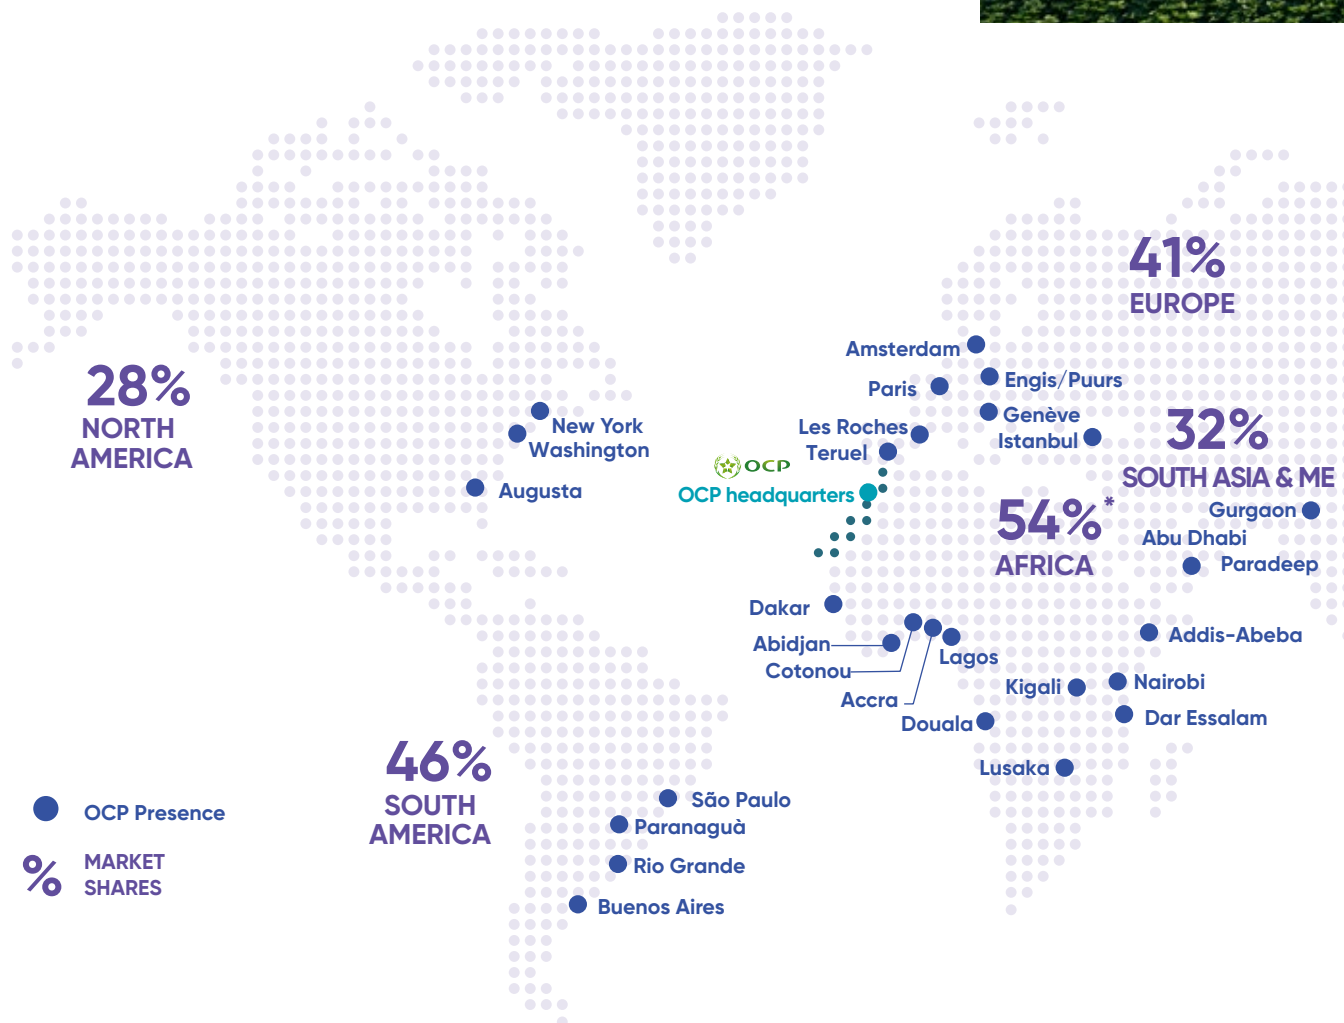 41%
EUROPE
Amsterdam
Engis/Puurs
Paris
28%
NORTH
AMERICA
Genève
New York
Les Roches
Istanbul
32%
Washington
Teruel
OCP
SOUTH ASIA & ME
Augusta
OCP headquarters
54%*
AFRICA
Gurgaon
Abu Dhabi
Paradeep
Dakar
Abidjan
Cotonou
Accra
Lagos
Addis-Abeba
Kigali
Nairobi
Douala
Dar Essalam
Lusaka
46%
SOUTH
AMERICA
São Paulo
Paranaguà
Rio Grande
Buenos Aires
OCP Presence
%
MARKET
SHARES